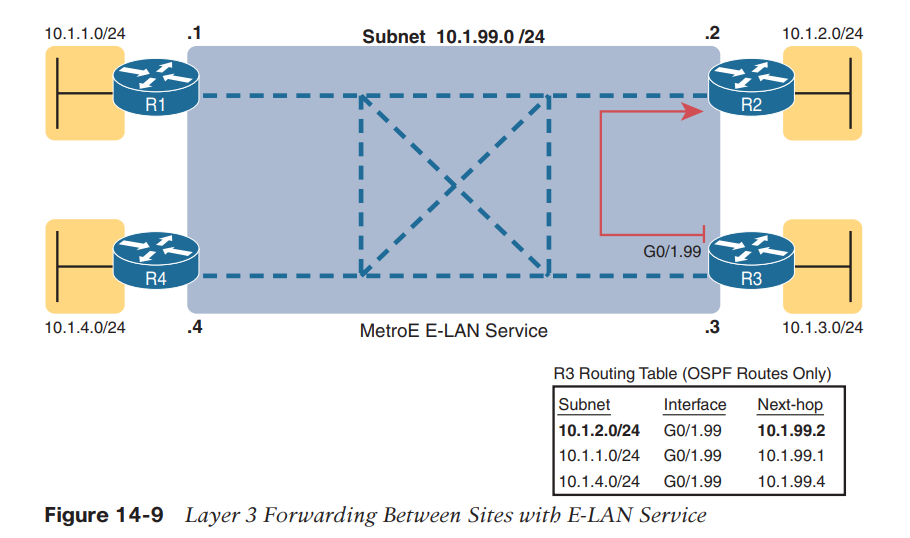 10.1.1.0/24
.1
Subnet 10.1.99.0 /24
.2
10.1.2.0/24
R1
R2
G0/1.99
R4
R3
10.1.4.0/24
.4
MetroE E-LAN Service
.3
10.1.3.0/24
R3 Routing Table (OSPF Routes Only)
Subnet Interface Next-hop
10.1.2.0/24 G0/1.99 10.1.99.2
10.1.1.0/24 G0/1.99 10.1.99.1
10.1.4.0/24 G0/1.99 10.1.99.4
Figure 14-9 Layer 3 Forwarding Between Sites with E-LAN Service